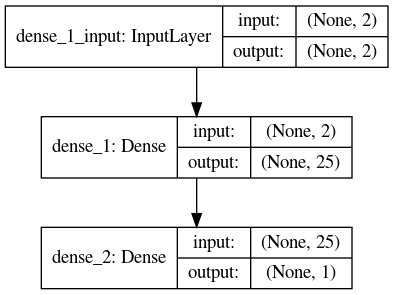 dense_1_input: InputLayer
input:
(None, 2)
output:
(None, 2)
dense_1: Dense
input:
(None, 2)
output:
(None, 25)
dense_2: Dense
input:
(None, 25)
output:
(None, 1)